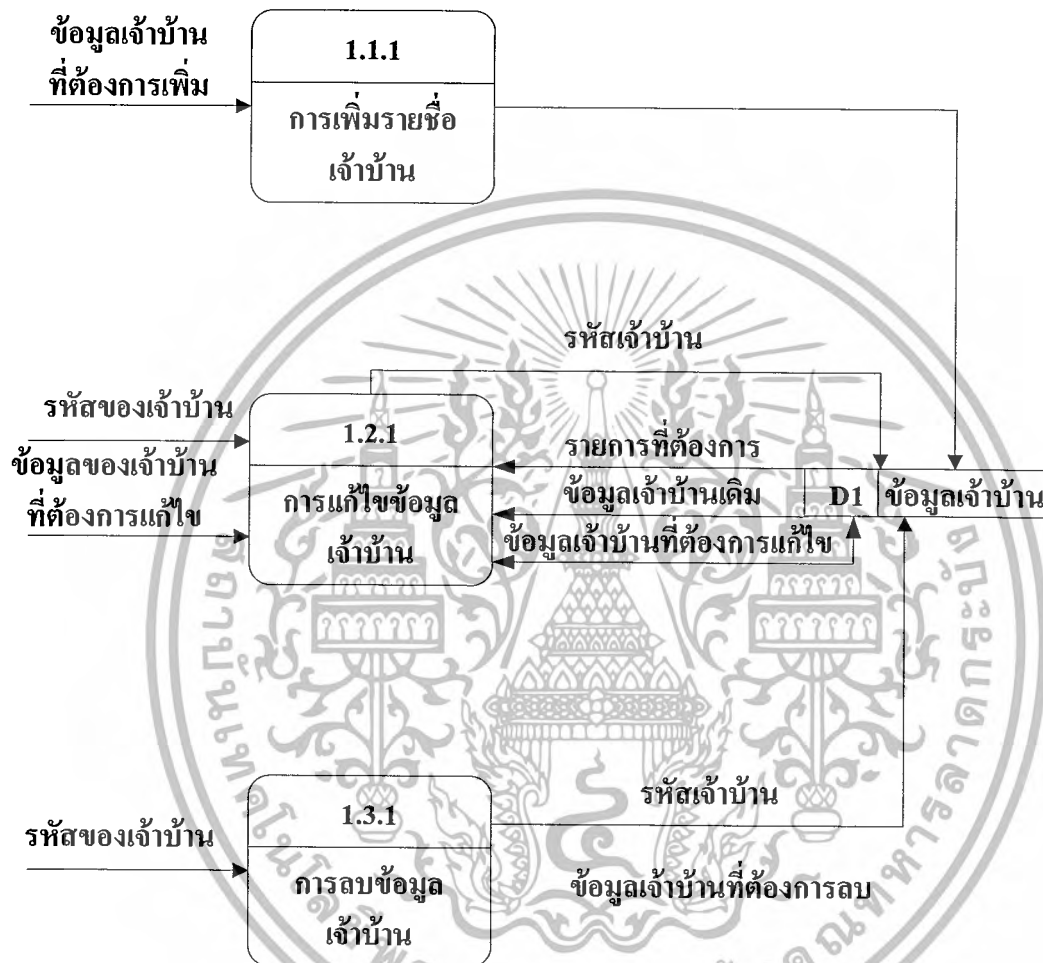 ข้อมูลเจ้าบ้าน
ที่ต้องการเพิ่ม
1.1.1
การเพิ่มรายชื่อ
เจ้าบ้าน
รหัสเจ้าบ้าน
รหัสของเจ้าบ้าน
ข้อมูลของเจ้าบ้าน
ที่ต้องการแก้ไข
1.2.1
การแก้ไขข้อมูล
เจ้าบ้าน
รายการที่ต้องการ
ข้อมูลเจ้าบ้านเดิม
ข้อมูลเจ้าบ้านที่ต้องการแก้ไข
D1 ข้อมูลเจ้าบ้าน
รหัสของเจ้าบ้าน
1.3.1
การลบข้อมูล
เจ้าบ้าน
รหัสเจ้าบ้าน
ข้อมูลเจ้าบ้านที่ต้องการลบ